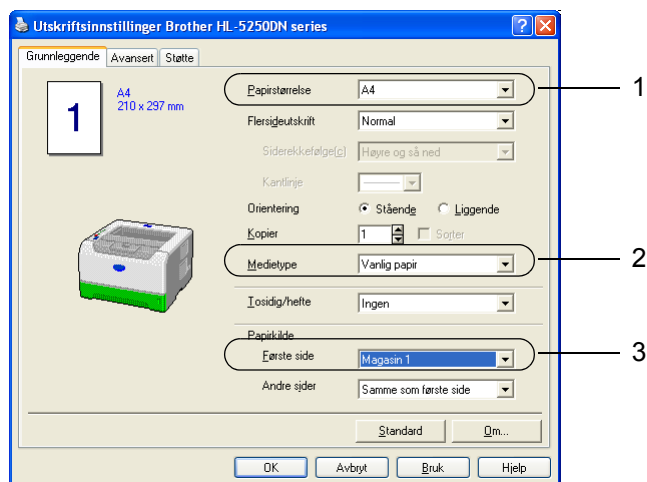 Utskriftsinnstillinger Brother HL-5250DN series
Grunnleggende Avansert Støtte
1
A4
210 x 297 mm
Papirstørrelse A4 1
Flersideutskrift Normal
Siderekkefølge(c) Høyre og så ned
Kantlinje
Orientering Stående Liggende
Kopier 1 Sorter
Medietype Vanlig papir 2
Tosidig/hefte Ingen
Papirkilde
Første side Magasin 1 3
Andre sider Samme som første side
Standard Om...
OK Avbryt Bruk Hjelp